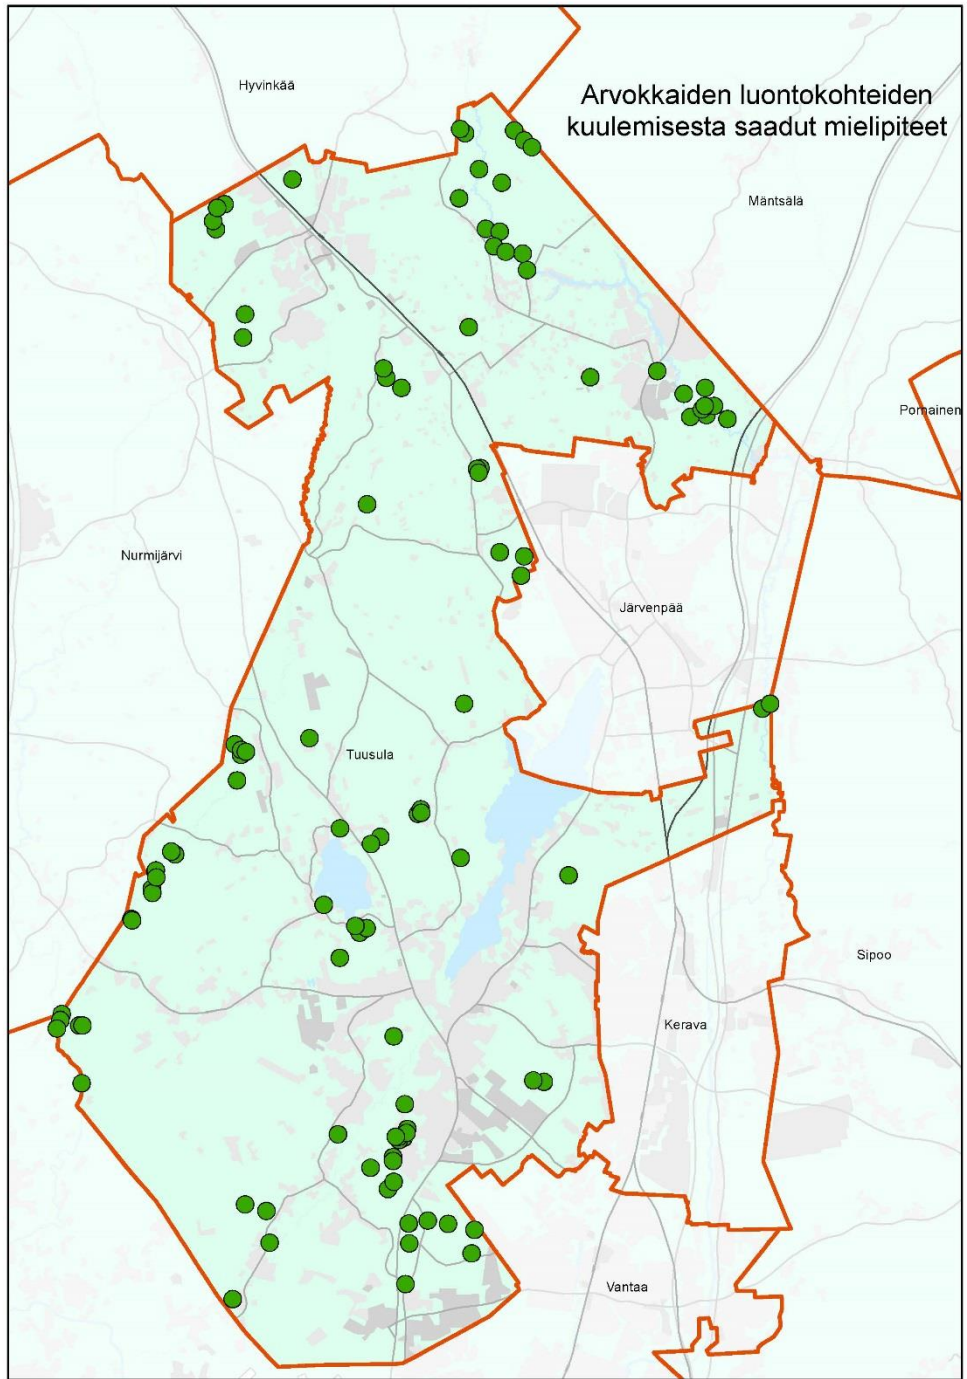 Hyvinkää
Arvokkaiden luontokohteiden
kuulemisesta saadut mielipiteet
Mäntsälä
Pornainen
Nurmijärvi
Järvenpää
Tuusula
Sipoo
Kerava
Vantaa